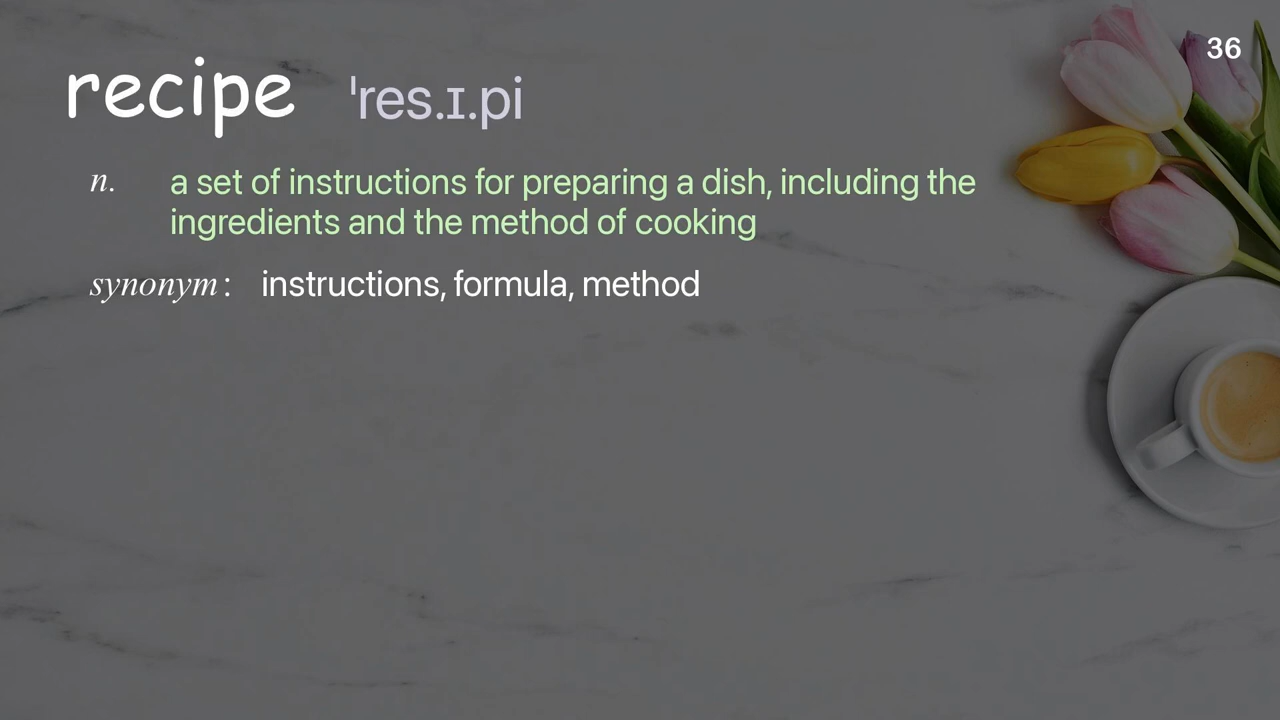 36
recipe ˈres.ɪ.pi
n. a set of instructions for preparing a dish, including the
ingredients and the method of cooking
synonym: instructions, formula, method